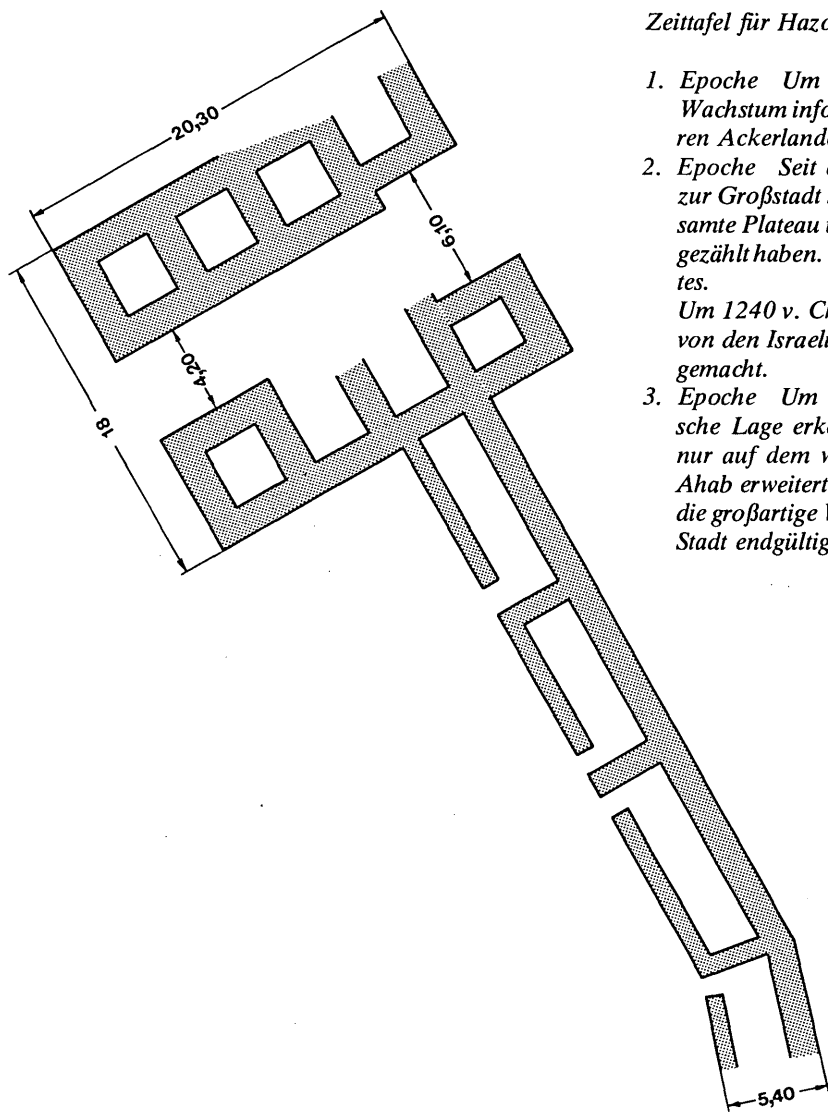 Zeittafel für Hazo
1. Epoche Um
Wachstum info
ren Ackerland
2. Epoche Seit
zur Großstadt
samte Plateau
gezählt haben.
tes.
Um 1240 v. Ch
von den Israeli
gemacht.
3. Epoche Um
sche Lage erk
nur auf dem
Ahab erweitert
die großartige
Stadt endgültig
20,30
6,10
4,20
18
5,40